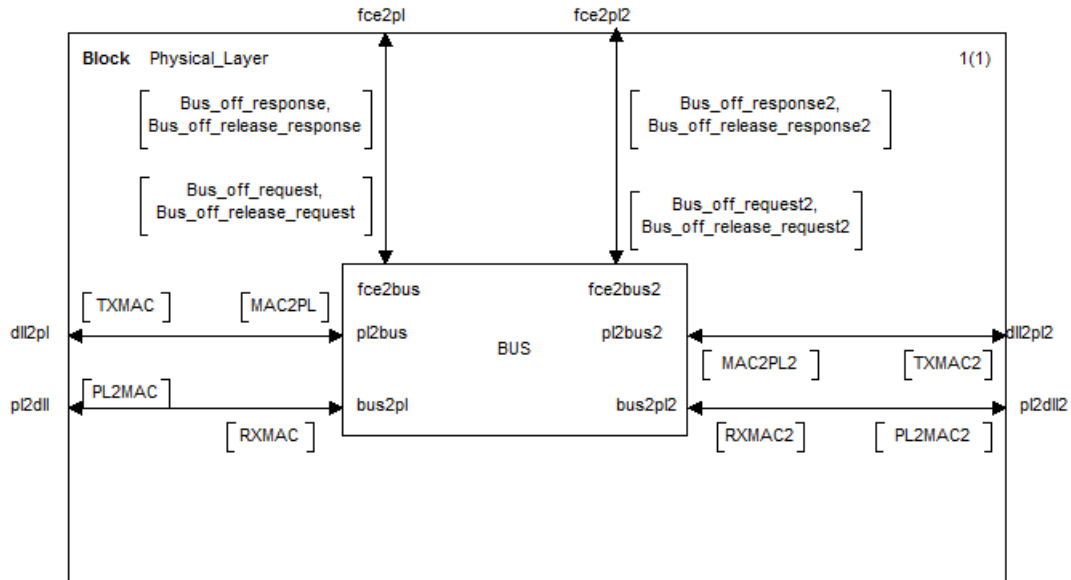 fce2pl
fce2pl2
Block Physical_Layer
1(1)
Bus_off_response,
Bus_off_release_response
Bus_off_response2,
Bus_off_release_response2
Bus_off_request,
Bus_off_release_request
Bus_off_request2,
Bus_off_release_request2
fce2bus
fce2bus2
TXMAC
MAC2PL
dll2pl
pl2bus
pl2bus2
dll2pl2
BUS
MAC2PL2
TXMAC2
PL2MAC
pl2dll
bus2pl
bus2pl2
pl2dll2
RXMAC
RXMAC2
PL2MAC2